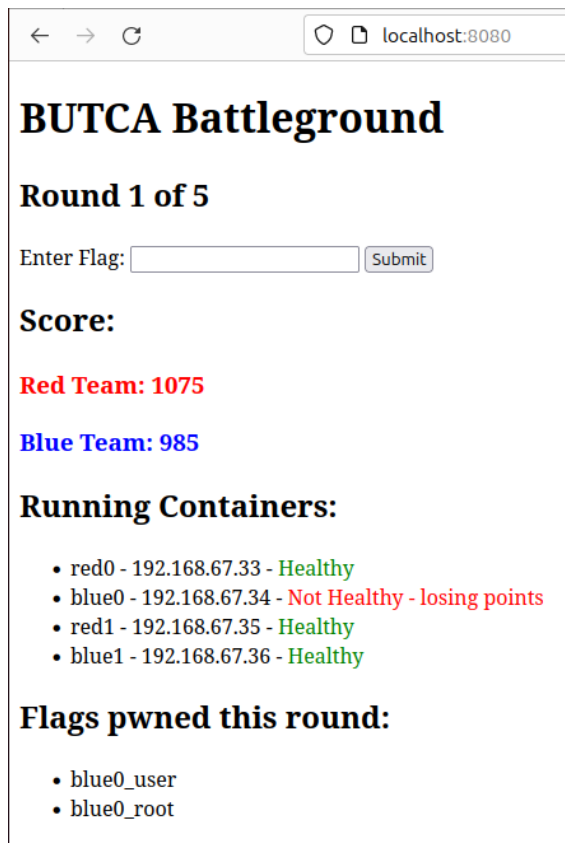 localhost:8080
BUTCA Battleground
Round 1 of 5
Enter Flag: Submit
Score:
Red Team: 1075
Blue Team: 985
Running Containers:
• red0 - 192.168.67.33 - Healthy
• blue0 - 192.168.67.34 - Not Healthy - losing points
• red1 - 192.168.67.35 - Healthy
• blue1 - 192.168.67.36 - Healthy
Flags pwned this round:
• blue0_user
• blue0_root